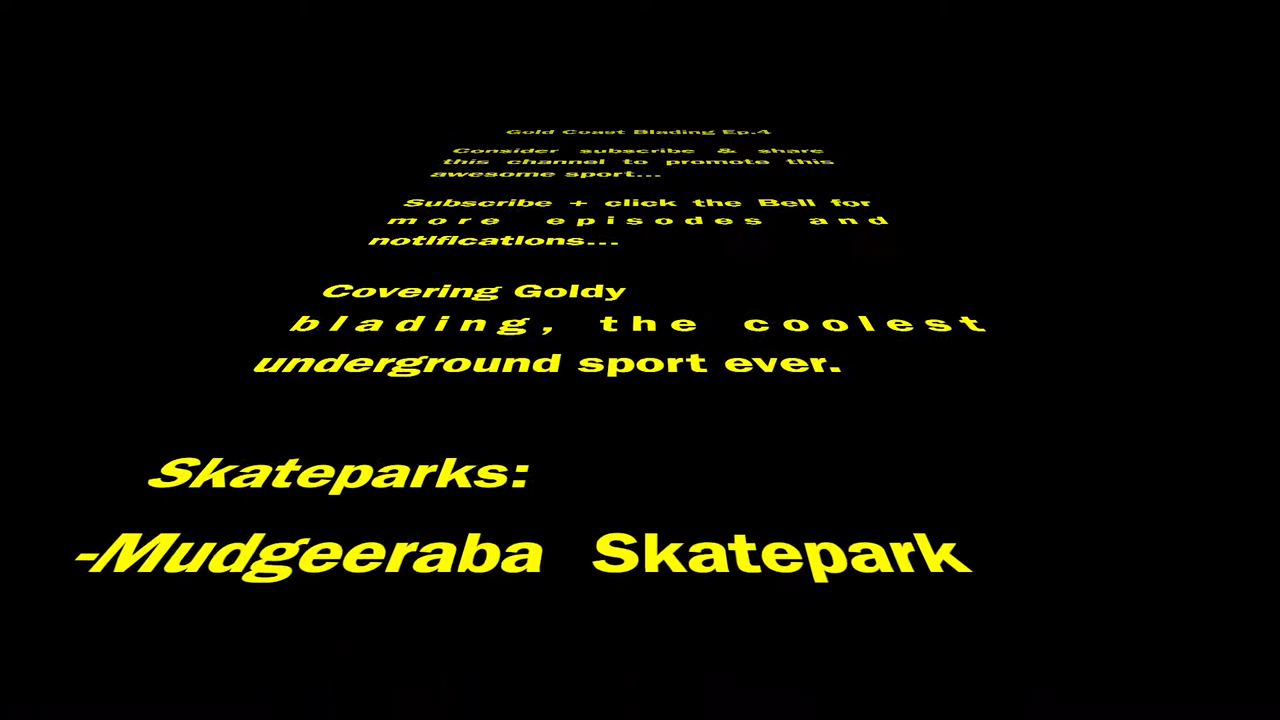 Gold Coast Blading Ep.4
Consider subscribe & share
this channel to promote this
awesome sport...
Subscribe + click the Bell for
more episodes and
notifications...
Covering Goldy
blading, the coolest
underground sport ever.
Skateparks:
-Mudgeeraba Skatepark